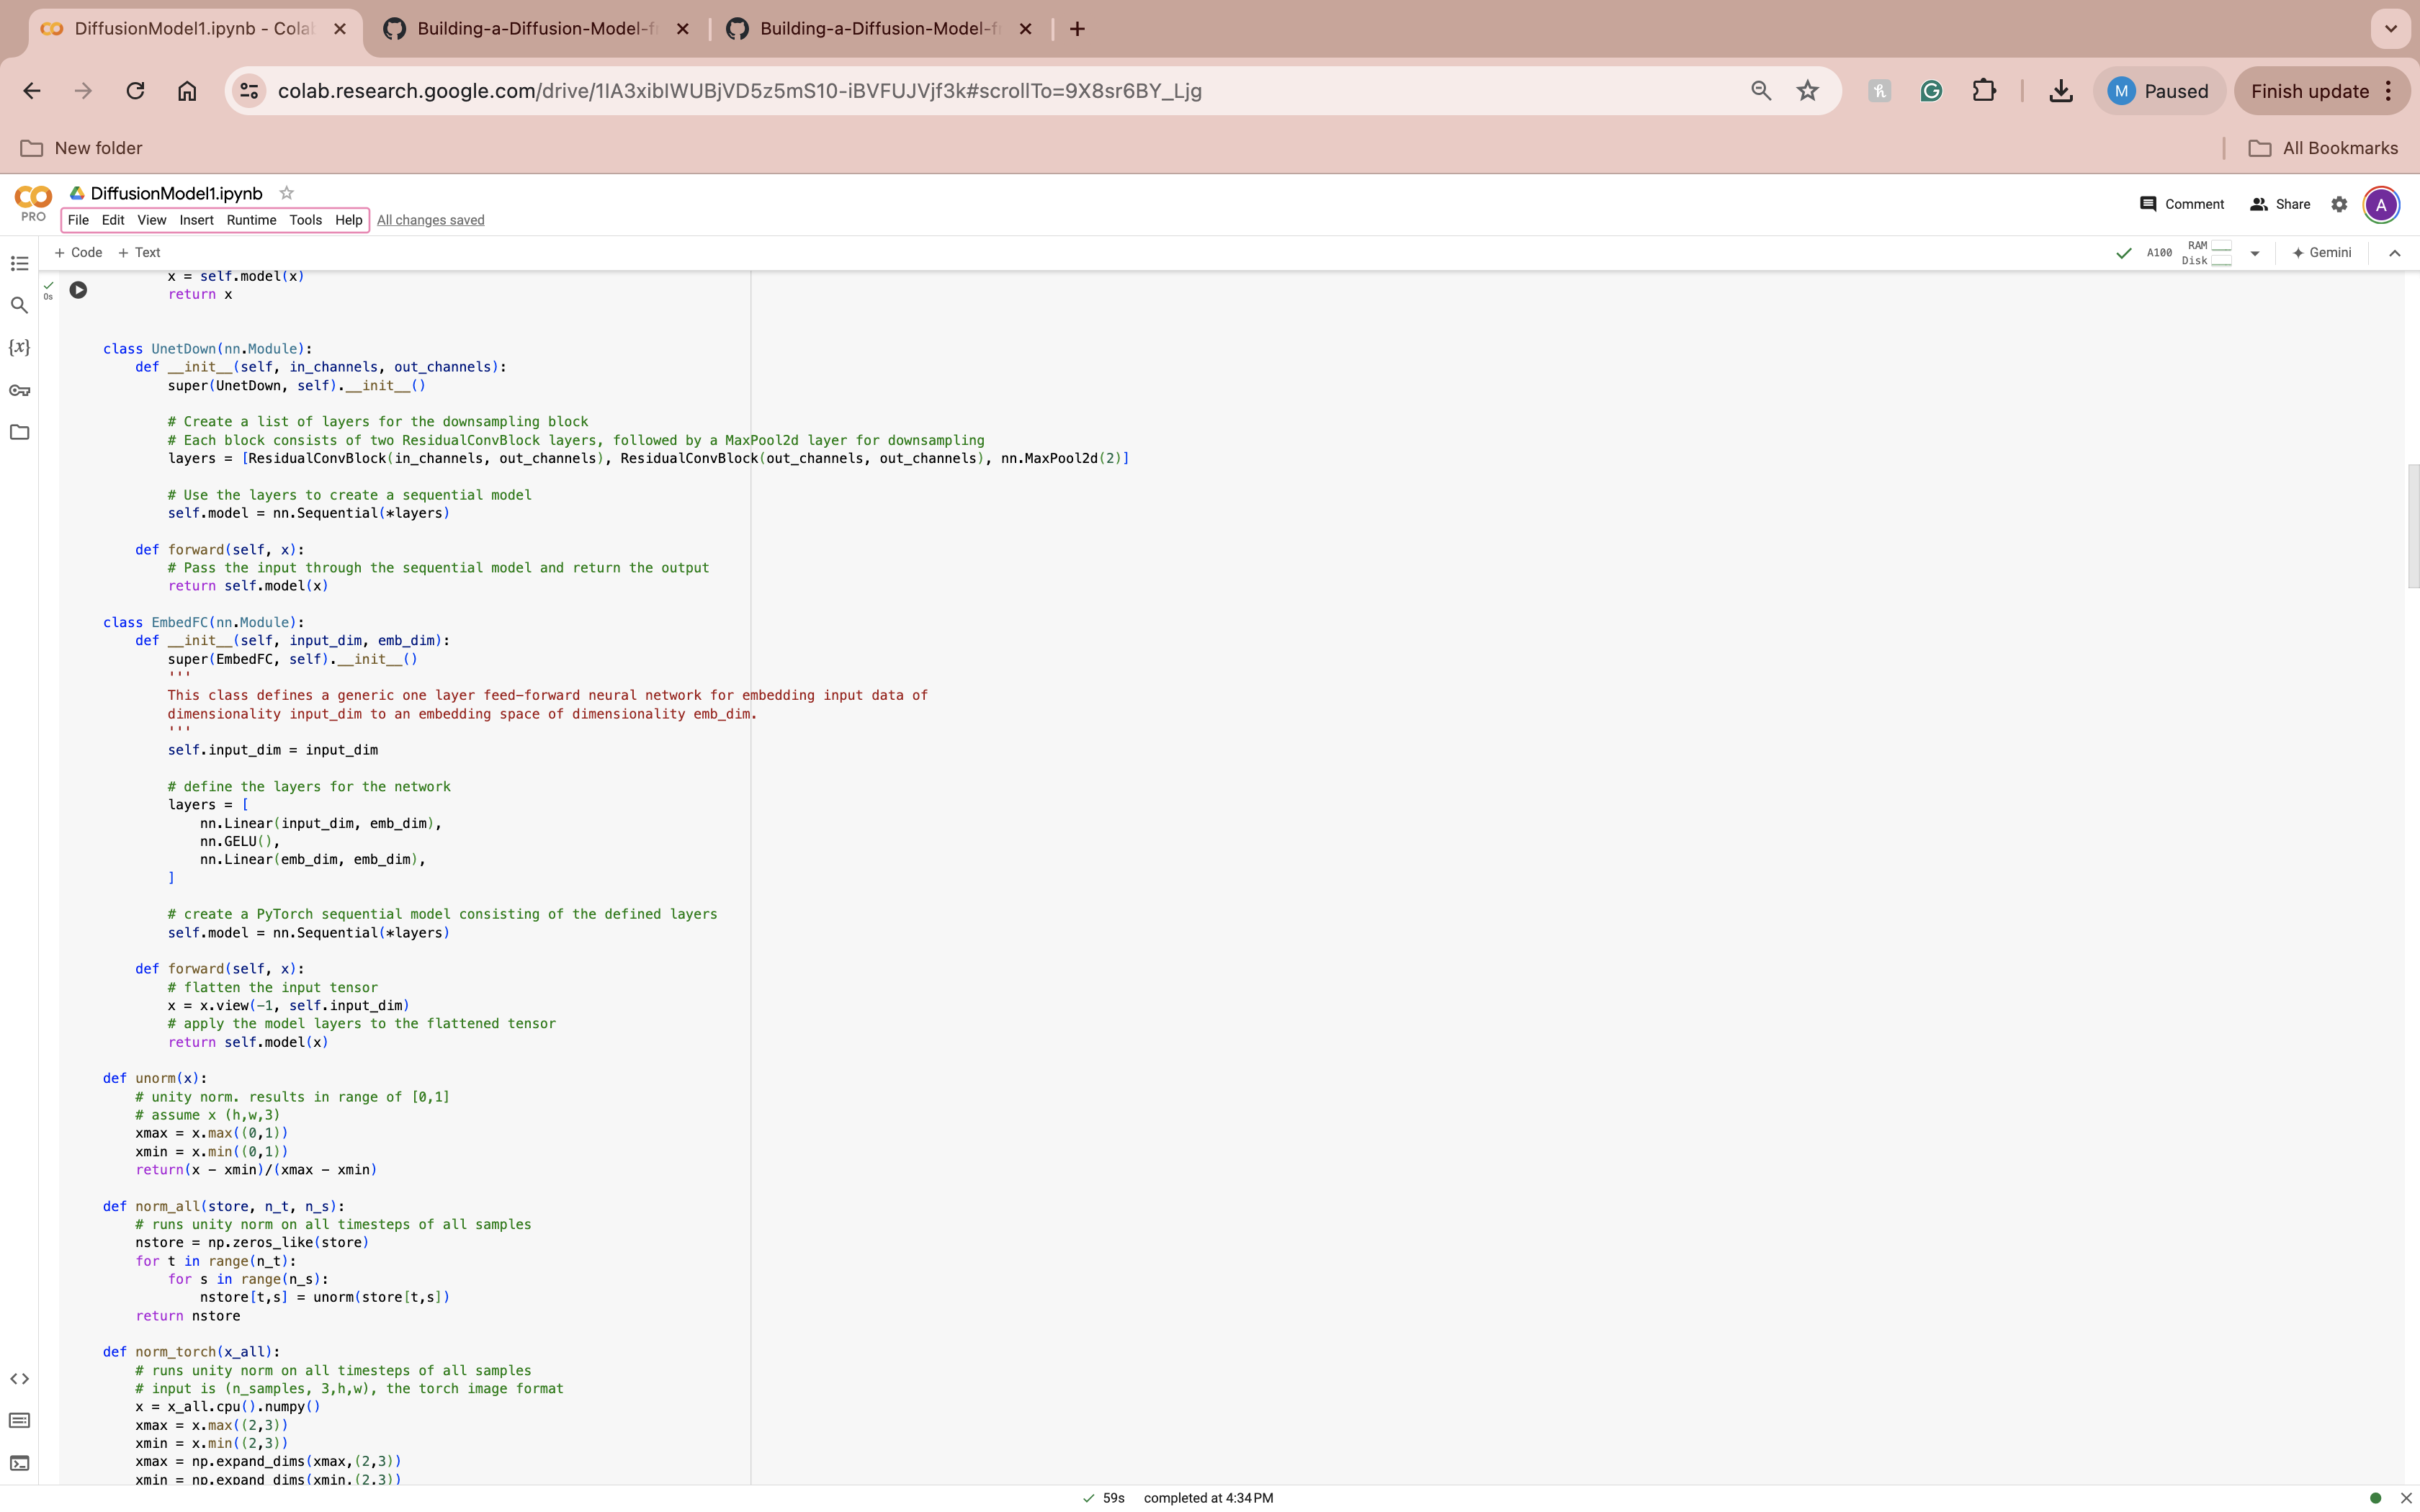 DiffusionModel1.ipynb - Cola
Building-a-Diffusion-Model-f
Building-a-Diffusion-Model-f
colab.research.google.com/drive/1IA3xibIWUBjVD5z5mS10-iBVFUJVjf3k#scrollTo=9X8sr6BY_Ljg
M Paused
Finish update
New folder
All Bookmarks
PRO
DiffusionModel1.ipynb
File Edit View Insert Runtime Tools Help All changes saved
Comment
Share
A
+ Code + Text
A100
RAM
Disk
Gemini
0s
        x = self.model(x)
        return x
class UnetDown(nn.Module):
    def __init__(self, in_channels, out_channels):
        super(UnetDown, self).__init__()
        # Create a list of layers for the downsampling block
        # Each block consists of two ResidualConvBlock layers, followed by a MaxPool2d layer for downsampling
        layers = [ResidualConvBlock(in_channels, out_channels), ResidualConvBlock(out_channels, out_channels), nn.MaxPool2d(2)]
        # Use the layers to create a sequential model
        self.model = nn.Sequential(*layers)
    def forward(self, x):
        # Pass the input through the sequential model and return the output
        return self.model(x)
class EmbedFC(nn.Module):
    def __init__(self, input_dim, emb_dim):
        super(EmbedFC, self).__init__()
        '''
        This class defines a generic one layer feed-forward neural network for embedding input data of
        dimensionality input_dim to an embedding space of dimensionality emb_dim.
        '''
        self.input_dim = input_dim
        # define the layers for the network
        layers = [
            nn.Linear(input_dim, emb_dim),
            nn.GELU(),
            nn.Linear(emb_dim, emb_dim),
        ]
        # create a PyTorch sequential model consisting of the defined layers
        self.model = nn.Sequential(*layers)
    def forward(self, x):
        # flatten the input tensor
        x = x.view(-1, self.input_dim)
        # apply the model layers to the flattened tensor
        return self.model(x)
def unorm(x):
    # unity norm. results in range of [0,1]
    # assume x (h,w,3)
    xmax = x.max((0,1))
    xmin = x.min((0,1))
    return(x - xmin)/(xmax - xmin)
def norm_all(store, n_t, n_s):
    # runs unity norm on all timesteps of all samples
    nstore = np.zeros_like(store)
    for t in range(n_t):
        for s in range(n_s):
            nstore[t,s] = unorm(store[t,s])
    return nstore
def norm_torch(x_all):
    # runs unity norm on all timesteps of all samples
    # input is (n_samples, 3,h,w), the torch image format
    x = x_all.cpu().numpy()
    xmax = x.max((2,3))
    xmin = x.min((2,3))
    xmax = np.expand_dims(xmax,(2,3))
    xmin = np.expand_dims(xmin,(2,3))
59s completed at 4:34 PM